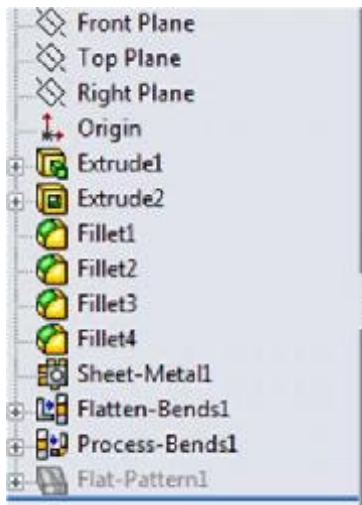 Front Plane
Top Plane
Right Plane
Origin
Extrude1
Extrude2
Fillet1
Fillet2
Fillet3
Fillet4
Sheet-Metal1
Flatten-Bends1
Process-Bends1
Flat-Pattern1